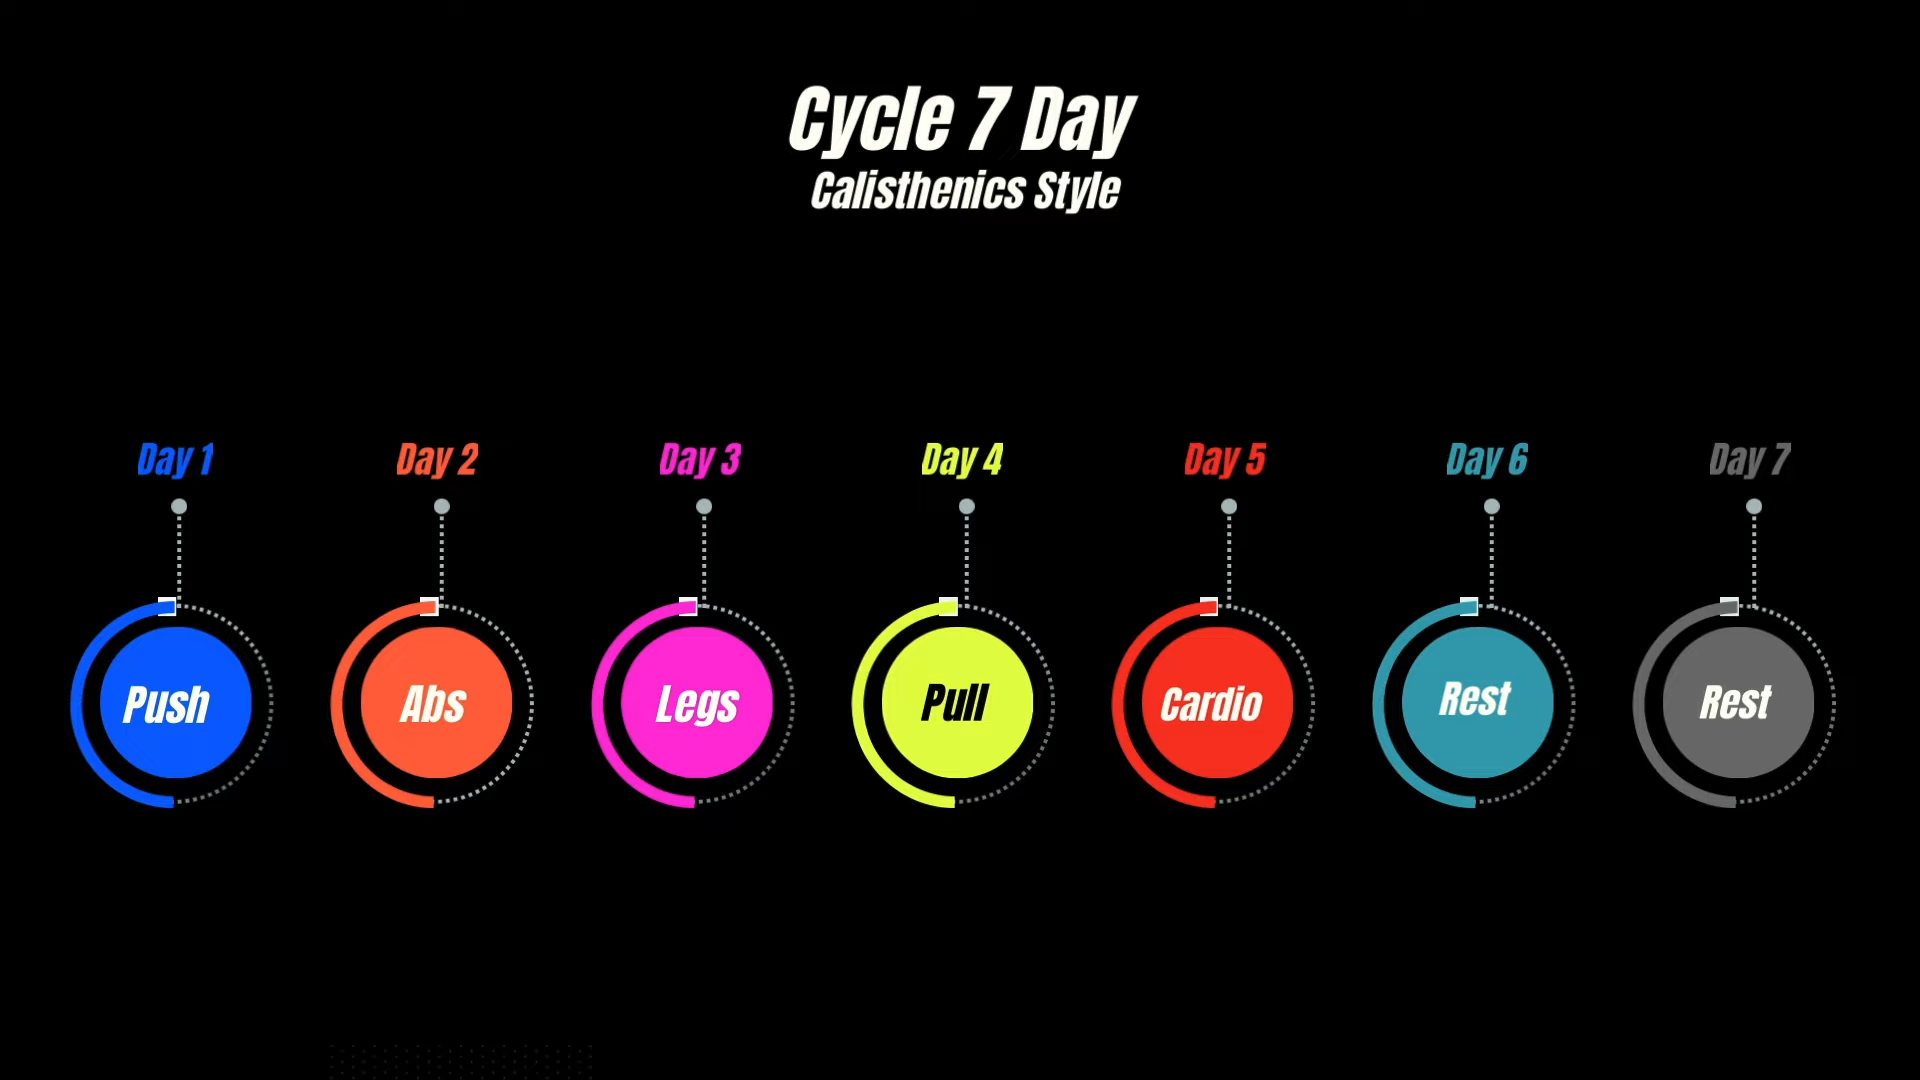 Cycle 7 Day
Calisthenics Style
Day 1
Day 2
Day 3
Day 4
Day 5
Day 6
Day 7
Push
Abs
Legs
Pull
Cardio
Rest
Rest